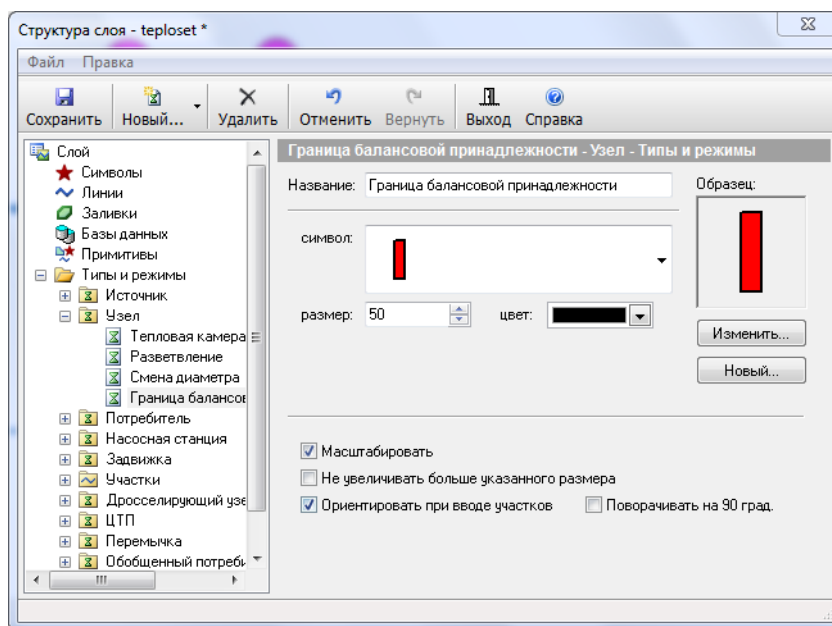 Структура слоя - teploset *
Файл Правка
Сохранить Новый... Удалить Отменить Вернуть Выход Справка
Слой
Символы
Линии
Заливки
Базы данных
Примитивы
Типы и режимы
Источник
Узел
Тепловая камера
Разветвление
Смена диаметра
Граница балансов
Потребитель
Насосная станция
Задвижка
Участки
Дросселирующий узе
ЦТП
Перемычка
Обобщенный потреби
Граница балансовой принадлежности - Узел - Типы и режимы
Название: Граница балансовой принадлежности
Образец:
символ:
размер: 50 цвет:
Изменить...
Новый...
Масштабировать
Не увеличивать больше указанного размера
Ориентировать при вводе участков Поворачивать на 90 град.